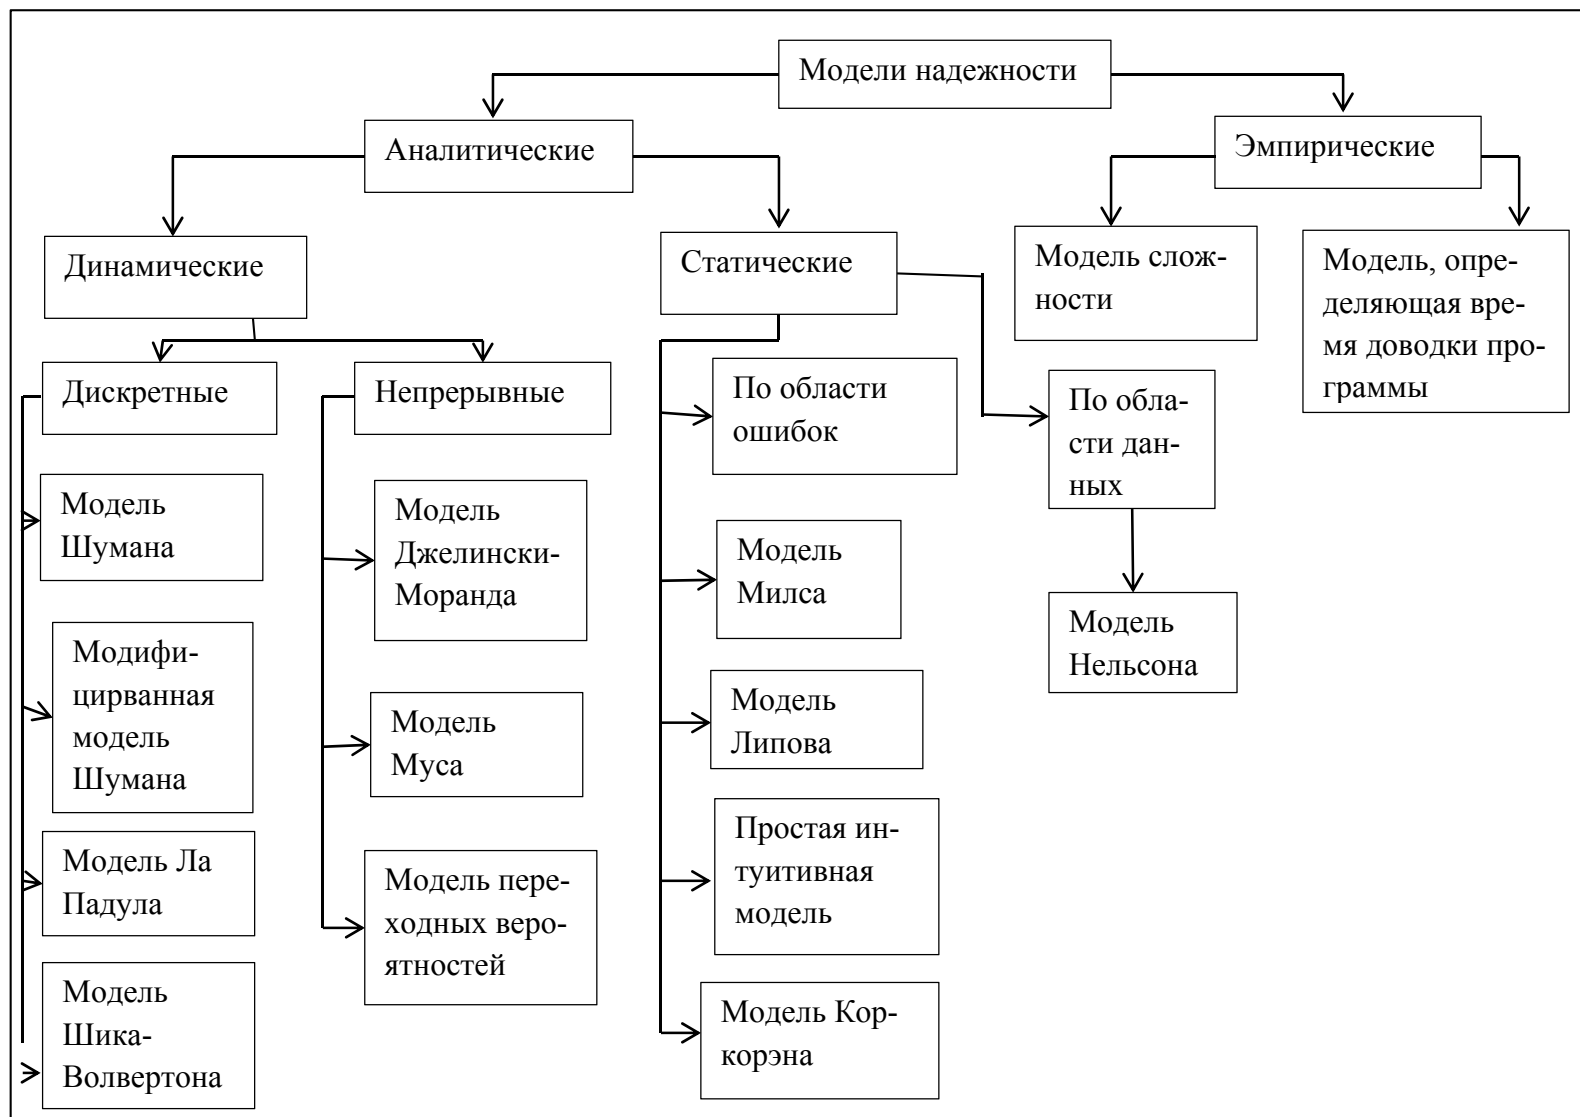 Модели надежности
Аналитические
Эмпирические
Динамические
Статические
Модель слож-
ности
Модель, опре-
деляющая вре-
мя доводки про-
граммы
Дискретные
Непрерывные
По области
ошибок
По обла-
сти дан-
ных
Модель
Шумана
Модель
Джелински-
Моранда
Модель
Милса
Модель
Нельсона
Модифи-
цирванная
модель
Шумана
Модель
Муса
Модель
Липова
Модель Ла
Падула
Модель пере-
ходных веро-
ятностей
Простая ин-
туитивная
модель
Модель
Шика-
Волвертона
Модель Кор-
корэна